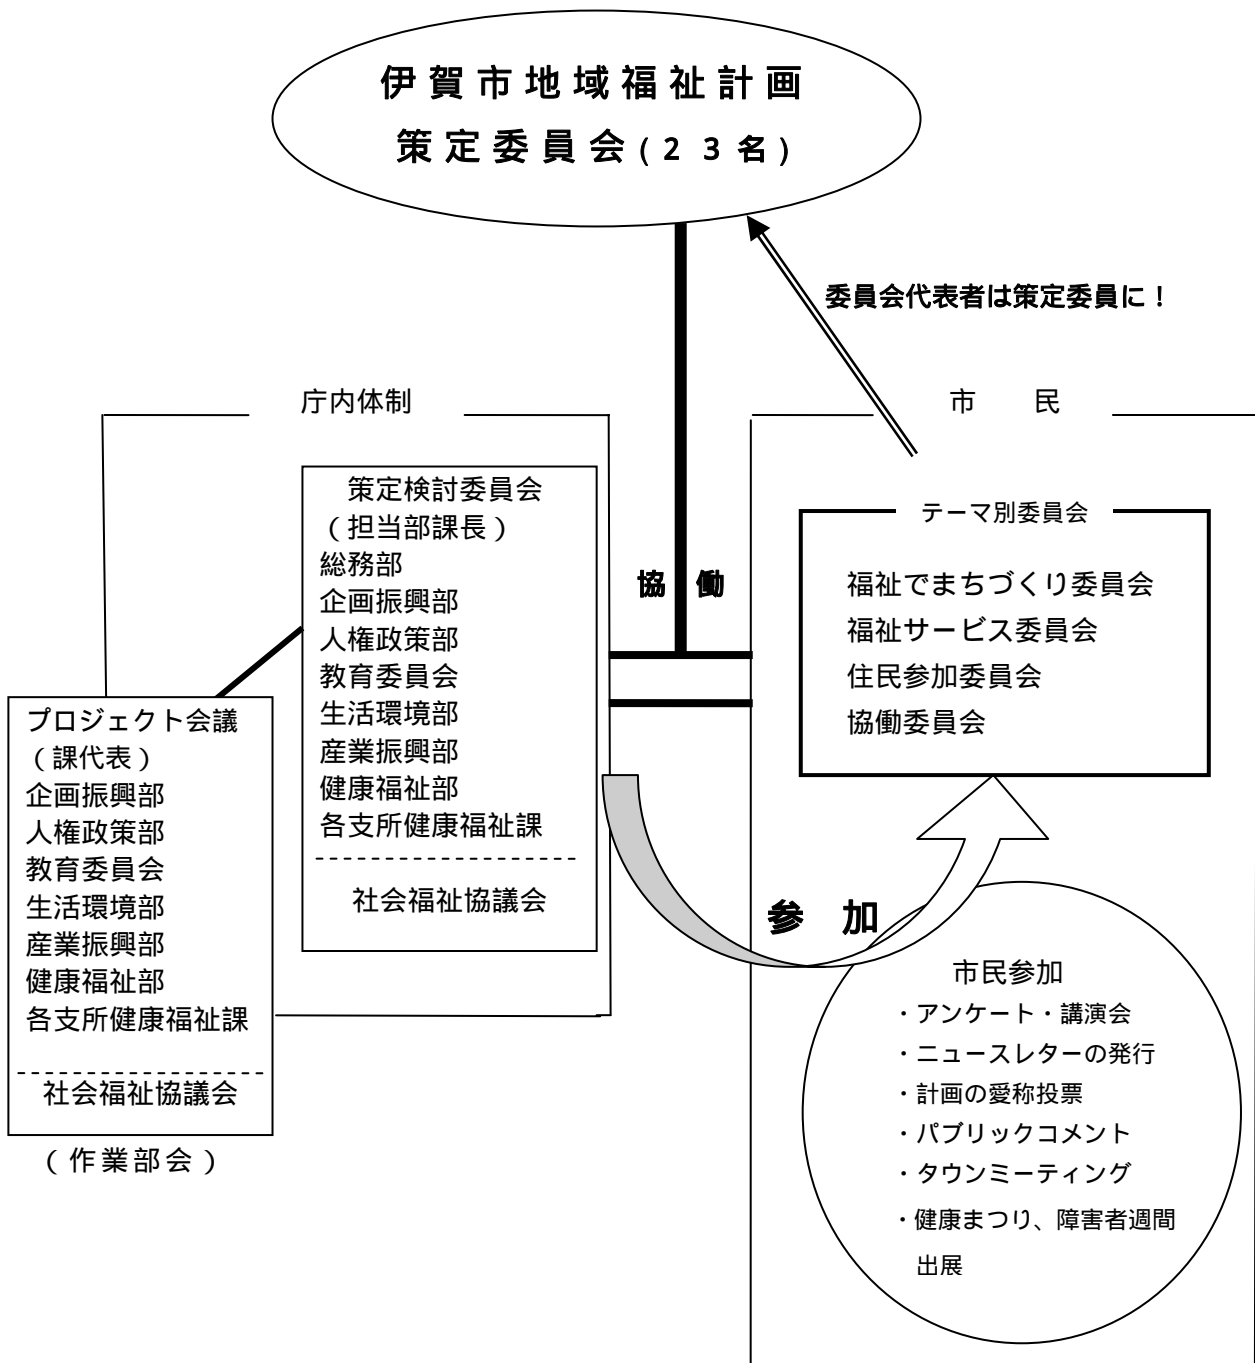 伊賀市地域福祉計画
策定委員会(23名)
委員会代表者は策定委員に!
庁内体制
市 民
策定検討委員会
(担当部課長)
総務部
企画振興部
人権政策部
教育委員会
生活環境部
産業振興部
健康福祉部
各支所健康福祉課
社会福祉協議会
プロジェクト会議
(課代表)
企画振興部
人権政策部
教育委員会
生活環境部
産業振興部
健康福祉部
各支所健康福祉課
社会福祉協議会
(作業部会)
協 働
テーマ別委員会
福祉でまちづくり委員会
福祉サービス委員会
住民参加委員会
協働委員会
参 加
市民参加
・アンケート・講演会
・ニュースレターの発行
・計画の愛称投票
・パブリックコメント
・タウンミーティング
・健康まつり、障害者週間
出展